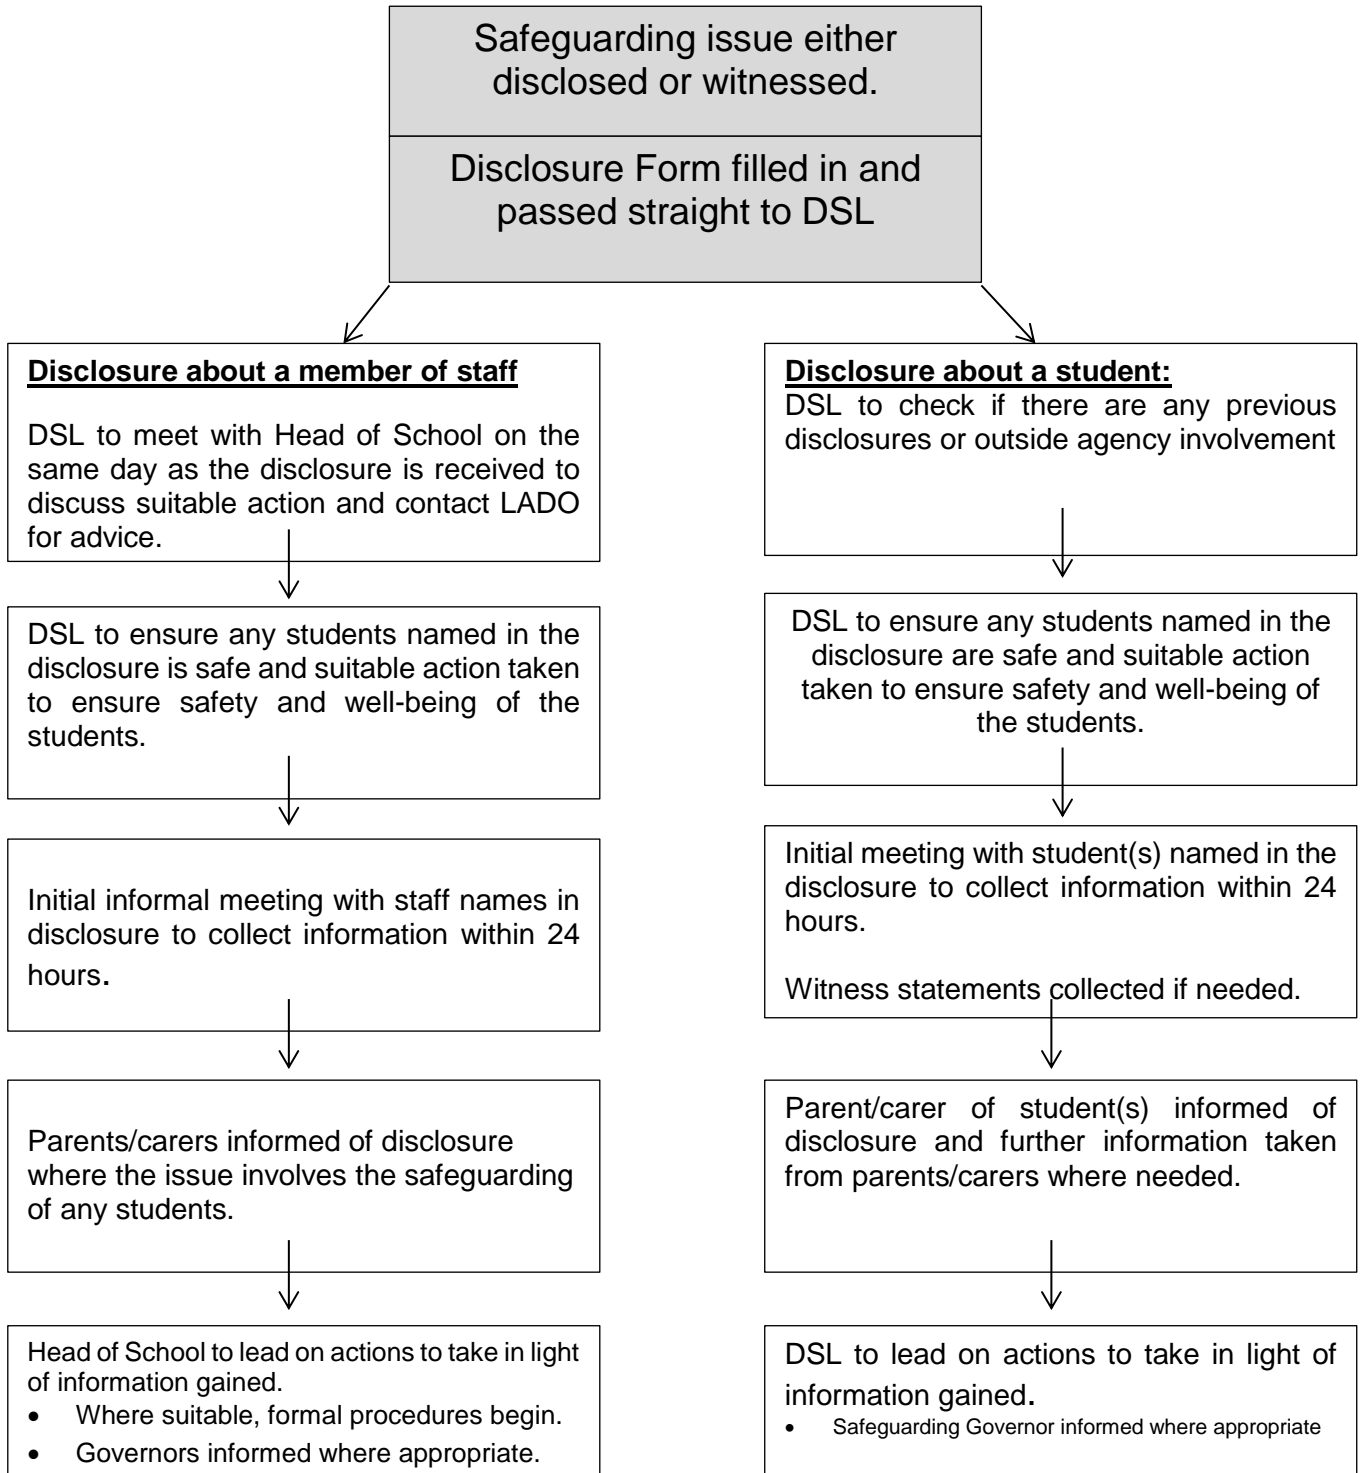 Safeguarding issue either
disclosed or witnessed.
Disclosure Form filled in and
passed straight to DSL
Disclosure about a member of staff
DSL to meet with Head of School on the
same day as the disclosure is received to
discuss suitable action and contact LADO
for advice.
DSL to ensure any students named in the
disclosure is safe and suitable action taken
to ensure safety and well-being of the
students.
Initial informal meeting with staff names in
disclosure to collect information within 24
hours.
Parents/carers informed of disclosure
where the issue involves the safeguarding
of any students.
Head of School to lead on actions to take in light
of information gained.
• Where suitable, formal procedures begin.
• Governors informed where appropriate.
Disclosure about a student:
DSL to check if there are any previous
disclosures or outside agency involvement
DSL to ensure any students named in the
disclosure are safe and suitable action
taken to ensure safety and well-being of
the students.
Initial meeting with student(s) named in the
disclosure to collect information within 24
hours.
Witness statements collected if needed.
Parent/carer of student(s) informed of
disclosure and further information taken
from parents/carers where needed.
DSL to lead on actions to take in light of
information gained.
• Safeguarding Governor informed where appropriate